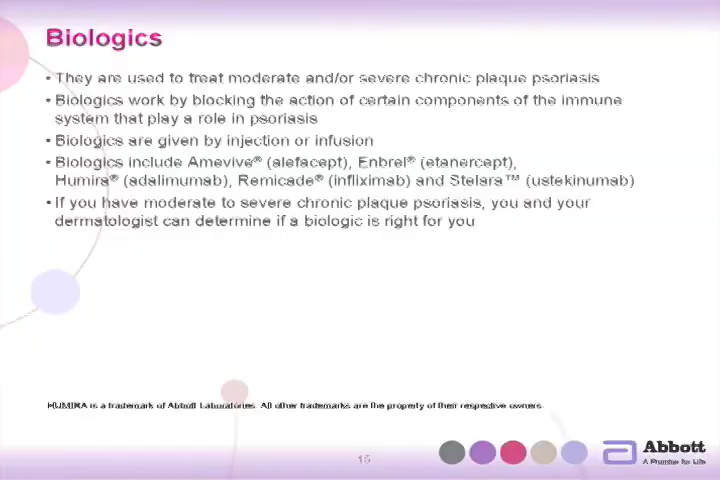 Biologics
• They are used to treat moderate and/or severe chronic plaque psoriasis
• Biologics work by blocking the action of certain components of the immune
system that play a role in psoriasis
• Biologics are given by injection or infusion
• Biologics include Amevive® (alefacept), Enbrel® (etanercept),
Humira® (adalimumab), Remicade® (infliximab) and Stelara™ (ustekinumab)
• If you have moderate to severe chronic plaque psoriasis, you and your
dermatologist can determine if a biologic is right for you
HUMIRA is a trademark of Abbott Laboratories. All other trademarks are the property of their respective owners.
15
Abbott
A Promise for Life